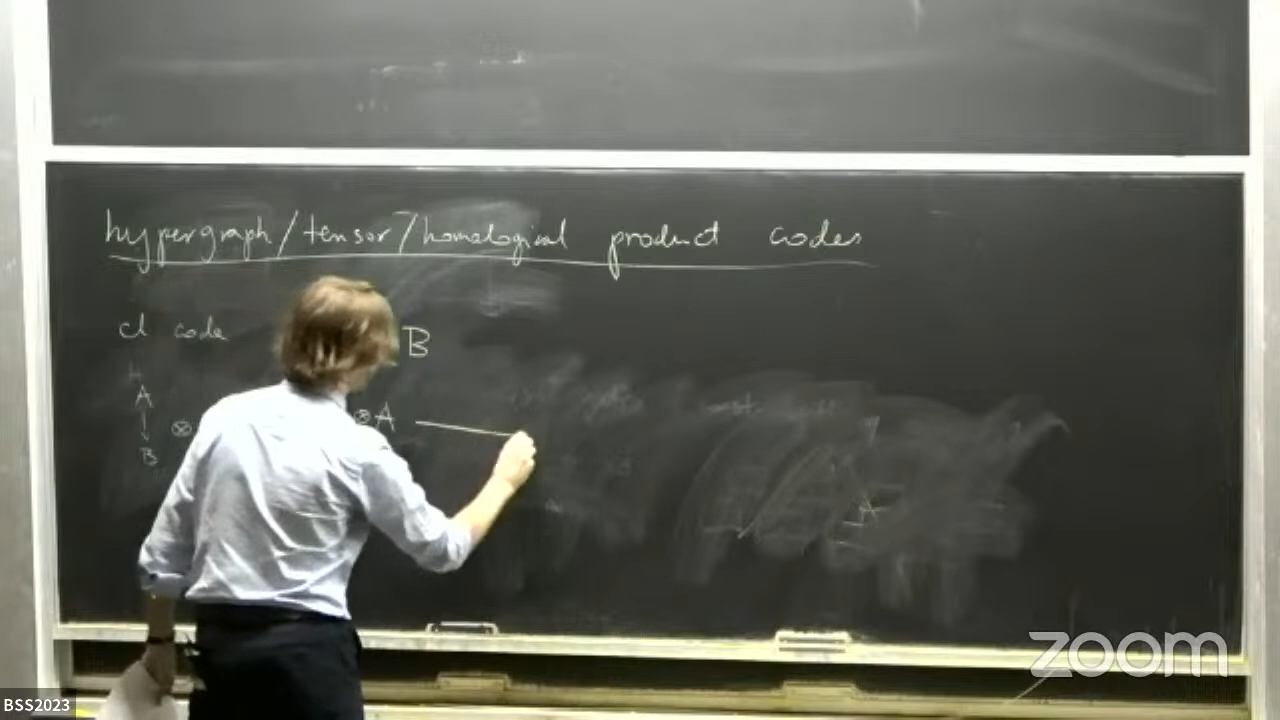 hypergraph/tensor/homological product codes
cl code
B
A
⊗
⊗A
B
zoom
BSS2023